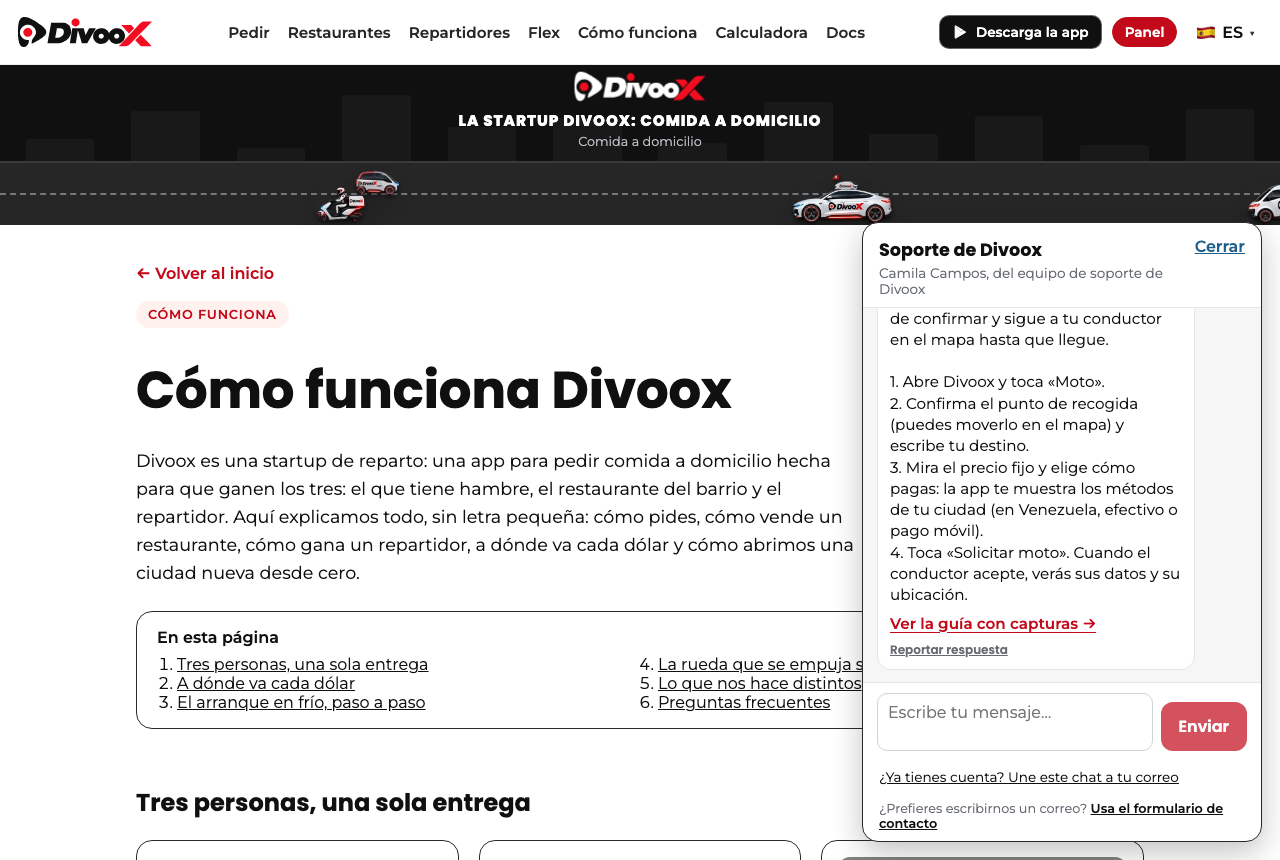 DivooX
Pedir
Restaurantes
Repartidores
Flex
Cómo funciona
Calculadora
Docs
Descarga la app
Panel
ES
DivooX
LA STARTUP DIVOOX: COMIDA A DOMICILIO
Comida a domicilio
DivooX
← Volver al inicio
CÓMO FUNCIONA
Cómo funciona Divoox
Divoox es una startup de reparto: una app para pedir comida a domicilio hecha
para que ganen los tres: el que tiene hambre, el restaurante del barrio y el
repartidor. Aquí explicamos todo, sin letra pequeña: cómo pides, cómo vende un
restaurante, cómo gana un repartidor, a dónde va cada dólar y cómo abrimos una
ciudad nueva desde cero.
En esta página
1. Tres personas, una sola entrega
2. A dónde va cada dólar
3. El arranque en frío, paso a paso
4. La rueda que se empuja s
5. Lo que nos hace distintos
6. Preguntas frecuentes
Tres personas, una sola entrega
Soporte de Divoox
Cerrar
Camila Campos, del equipo de soporte de
Divoox
de confirmar y sigue a tu conductor
en el mapa hasta que llegue.
1. Abre Divoox y toca «Moto».
2. Confirma el punto de recogida
(puedes moverlo en el mapa) y
escribe tu destino.
3. Mira el precio fijo y elige cómo
pagas: la app te muestra los métodos
de tu ciudad (en Venezuela, efectivo o
pago móvil).
4. Toca «Solicitar moto». Cuando el
conductor acepte, verás sus datos y su
ubicación.
Ver la guía con capturas →
Reportar respuesta
Escribe tu mensaje...
Enviar
¿Ya tienes cuenta? Une este chat a tu correo
¿Prefieres escribirnos un correo? Usa el formulario de
contacto